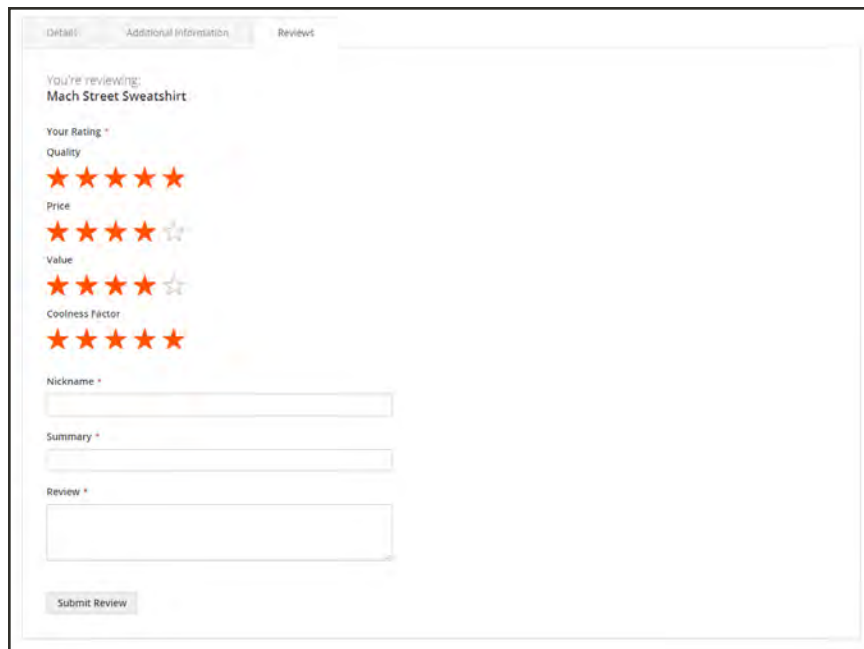 Details
Additional Information
Reviews
You're reviewing:
Mach Street Sweatshirt
Your Rating *
Quality
Price
Value
Coolness Factor
Nickname *
Summary *
Review *
Submit Review